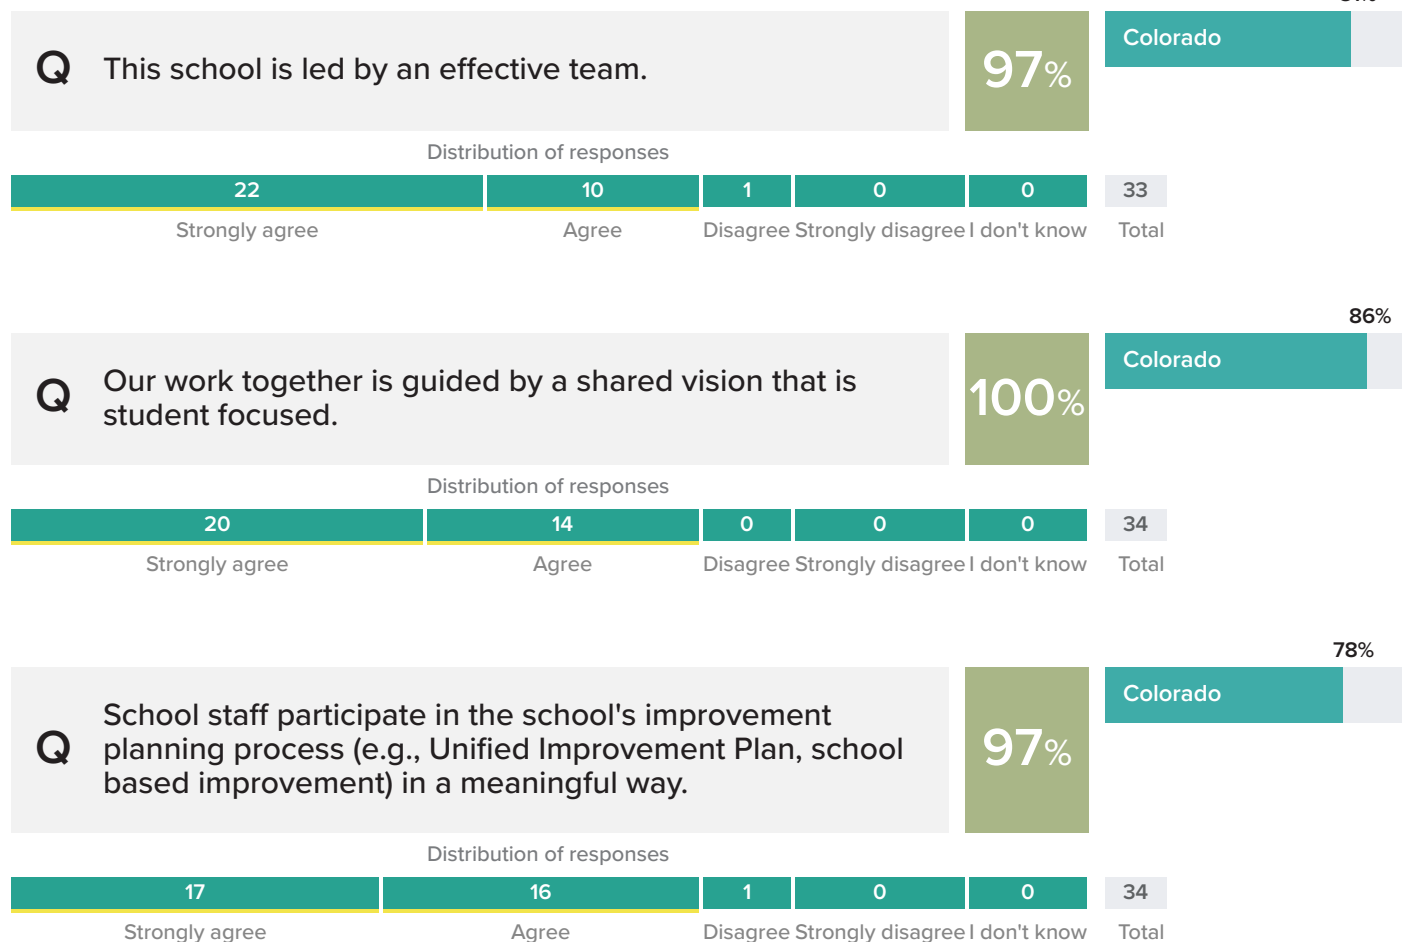 Q This school is led by an effective team.
97%
Colorado
Distribution of responses
22 10 1 0 0 33
Strongly agree Agree Disagree Strongly disagree I don't know Total
86%
Q Our work together is guided by a shared vision that is
student focused.
100%
Colorado
Distribution of responses
20 14 0 0 0 34
Strongly agree Agree Disagree Strongly disagree I don't know Total
78%
Q School staff participate in the school's improvement
planning process (e.g., Unified Improvement Plan, school
based improvement) in a meaningful way.
97%
Colorado
Distribution of responses
17 16 1 0 0 34
Strongly agree Agree Disagree Strongly disagree I don't know Total